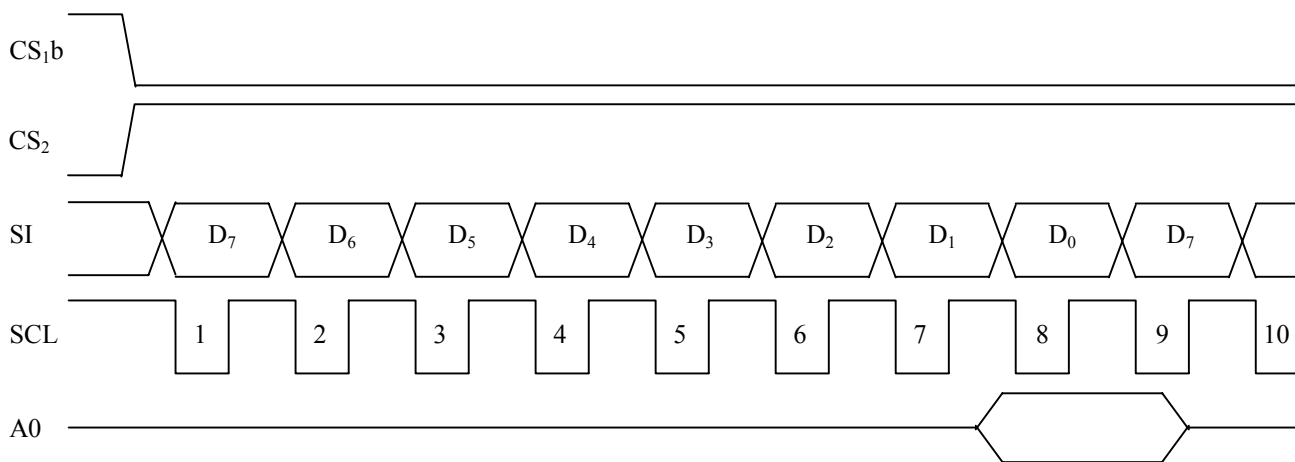 CS₁b
CS₂
SI D₇ D₆ D₅ D₄ D₃ D₂ D₁ D₀ D₇
SCL 1 2 3 4 5 6 7 8 9 10
A0